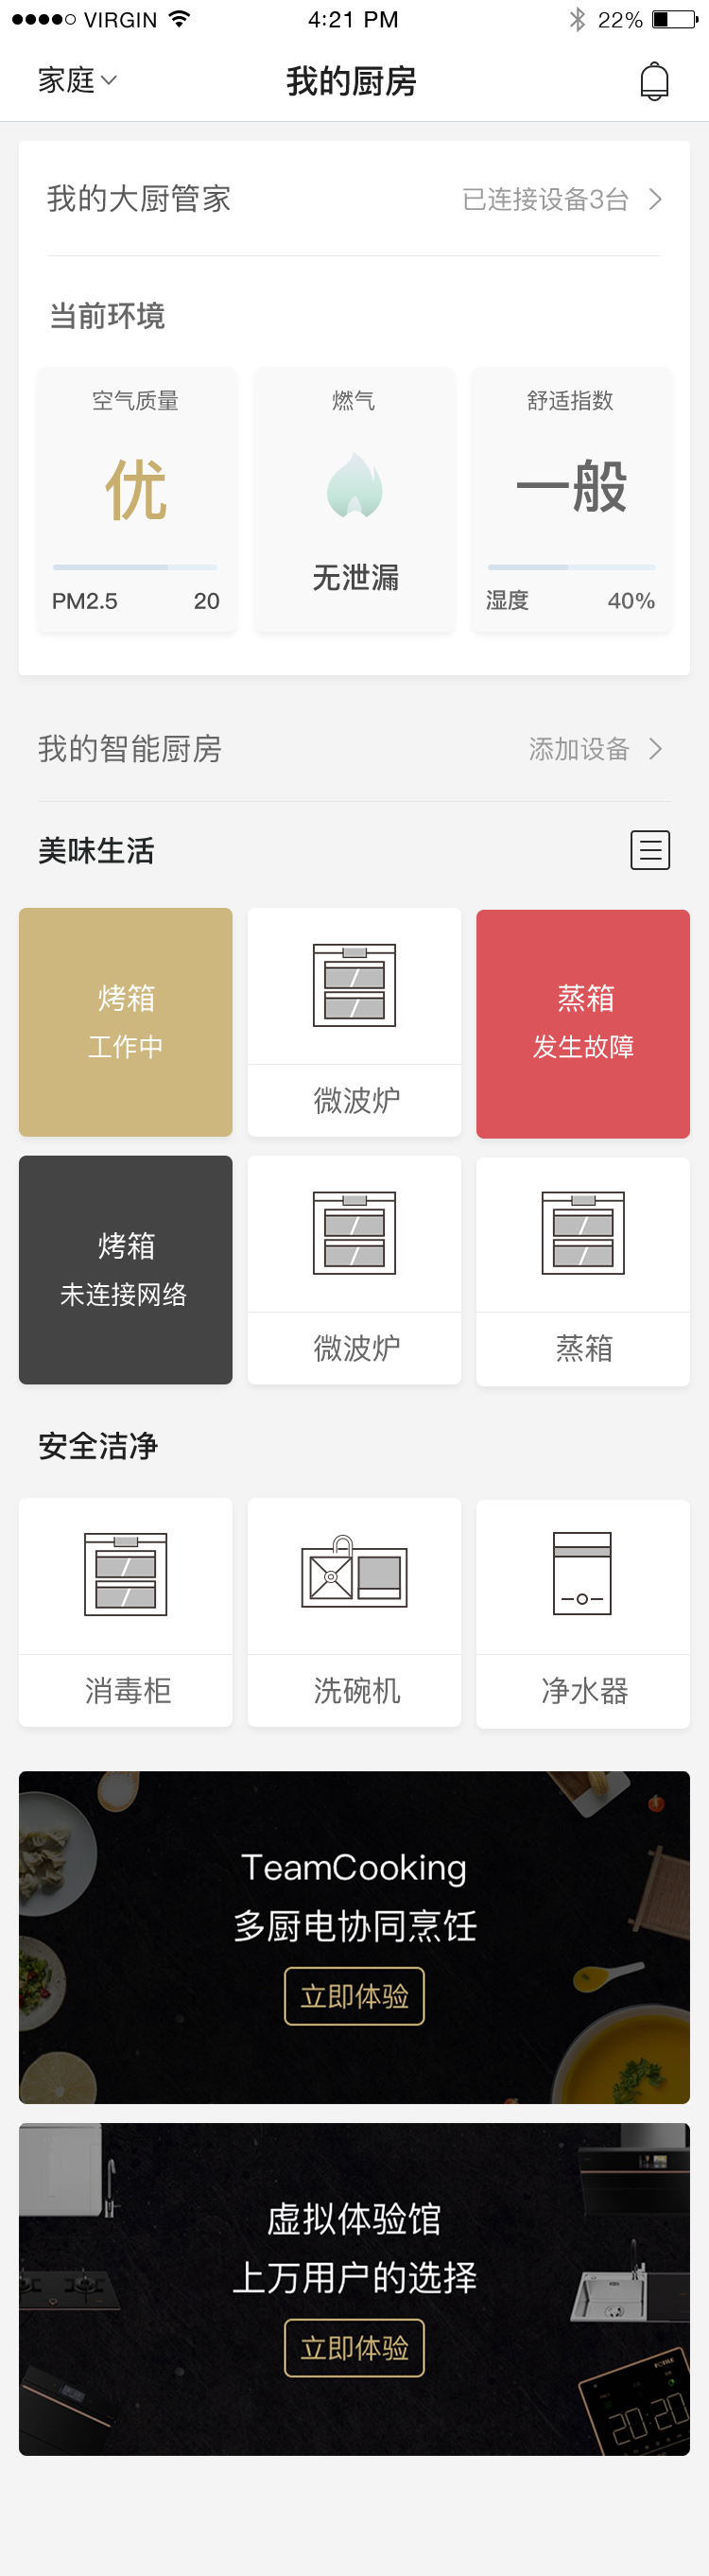 VIRGIN 4:21 PM 22%
家庭 我的厨房
我的大厨管家 已连接设备3台
当前环境
空气质量 燃气 舒适指数
优 一般
无泄漏
PM2.5 20 湿度 40%
我的智能厨房 添加设备
美味生活
烤箱 蒸箱
工作中 发生故障
微波炉
烤箱
未连接网络
微波炉 蒸箱
安全洁净
消毒柜 洗碗机 净水器
TeamCooking
多厨电协同烹饪
立即体验
虚拟体验馆
上万用户的选择
立即体验
FOTILE
20:20